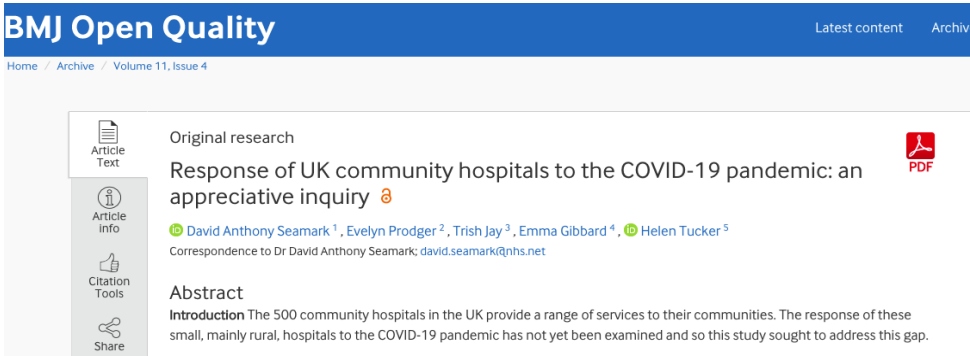 BMJ Open Quality
Latest content Archiv
Home / Archive / Volume 11, Issue 4
Article
Text
Article
info
Citation
Tools
Share
Original research
PDF
Response of UK community hospitals to the COVID-19 pandemic: an
appreciative inquiry
David Anthony Seamark 1, Evelyn Prodger 2, Trish Jay 3, Emma Gibbard 4, Helen Tucker 5
Correspondence to Dr David Anthony Seamark; david.seamark@nhs.net
Abstract
Introduction The 500 community hospitals in the UK provide a range of services to their communities. The response of these
small, mainly rural, hospitals to the COVID-19 pandemic has not yet been examined and so this study sought to address this gap.